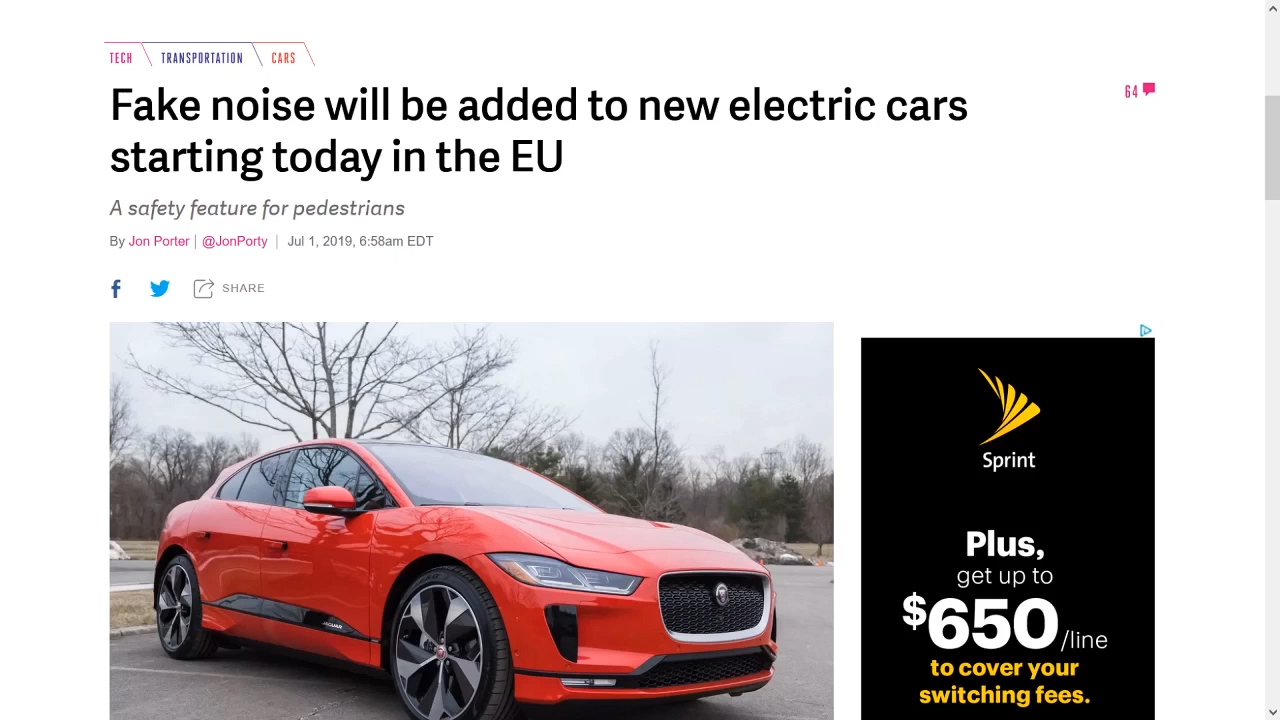 TECH TRANSPORTATION CARS
Fake noise will be added to new electric cars
starting today in the EU
64
A safety feature for pedestrians
By Jon Porter | @JonPorty | Jul 1, 2019, 6:58am EDT
SHARE
JAGUAR
Sprint
Plus,
get up to
$650/line
to cover your
switching fees.